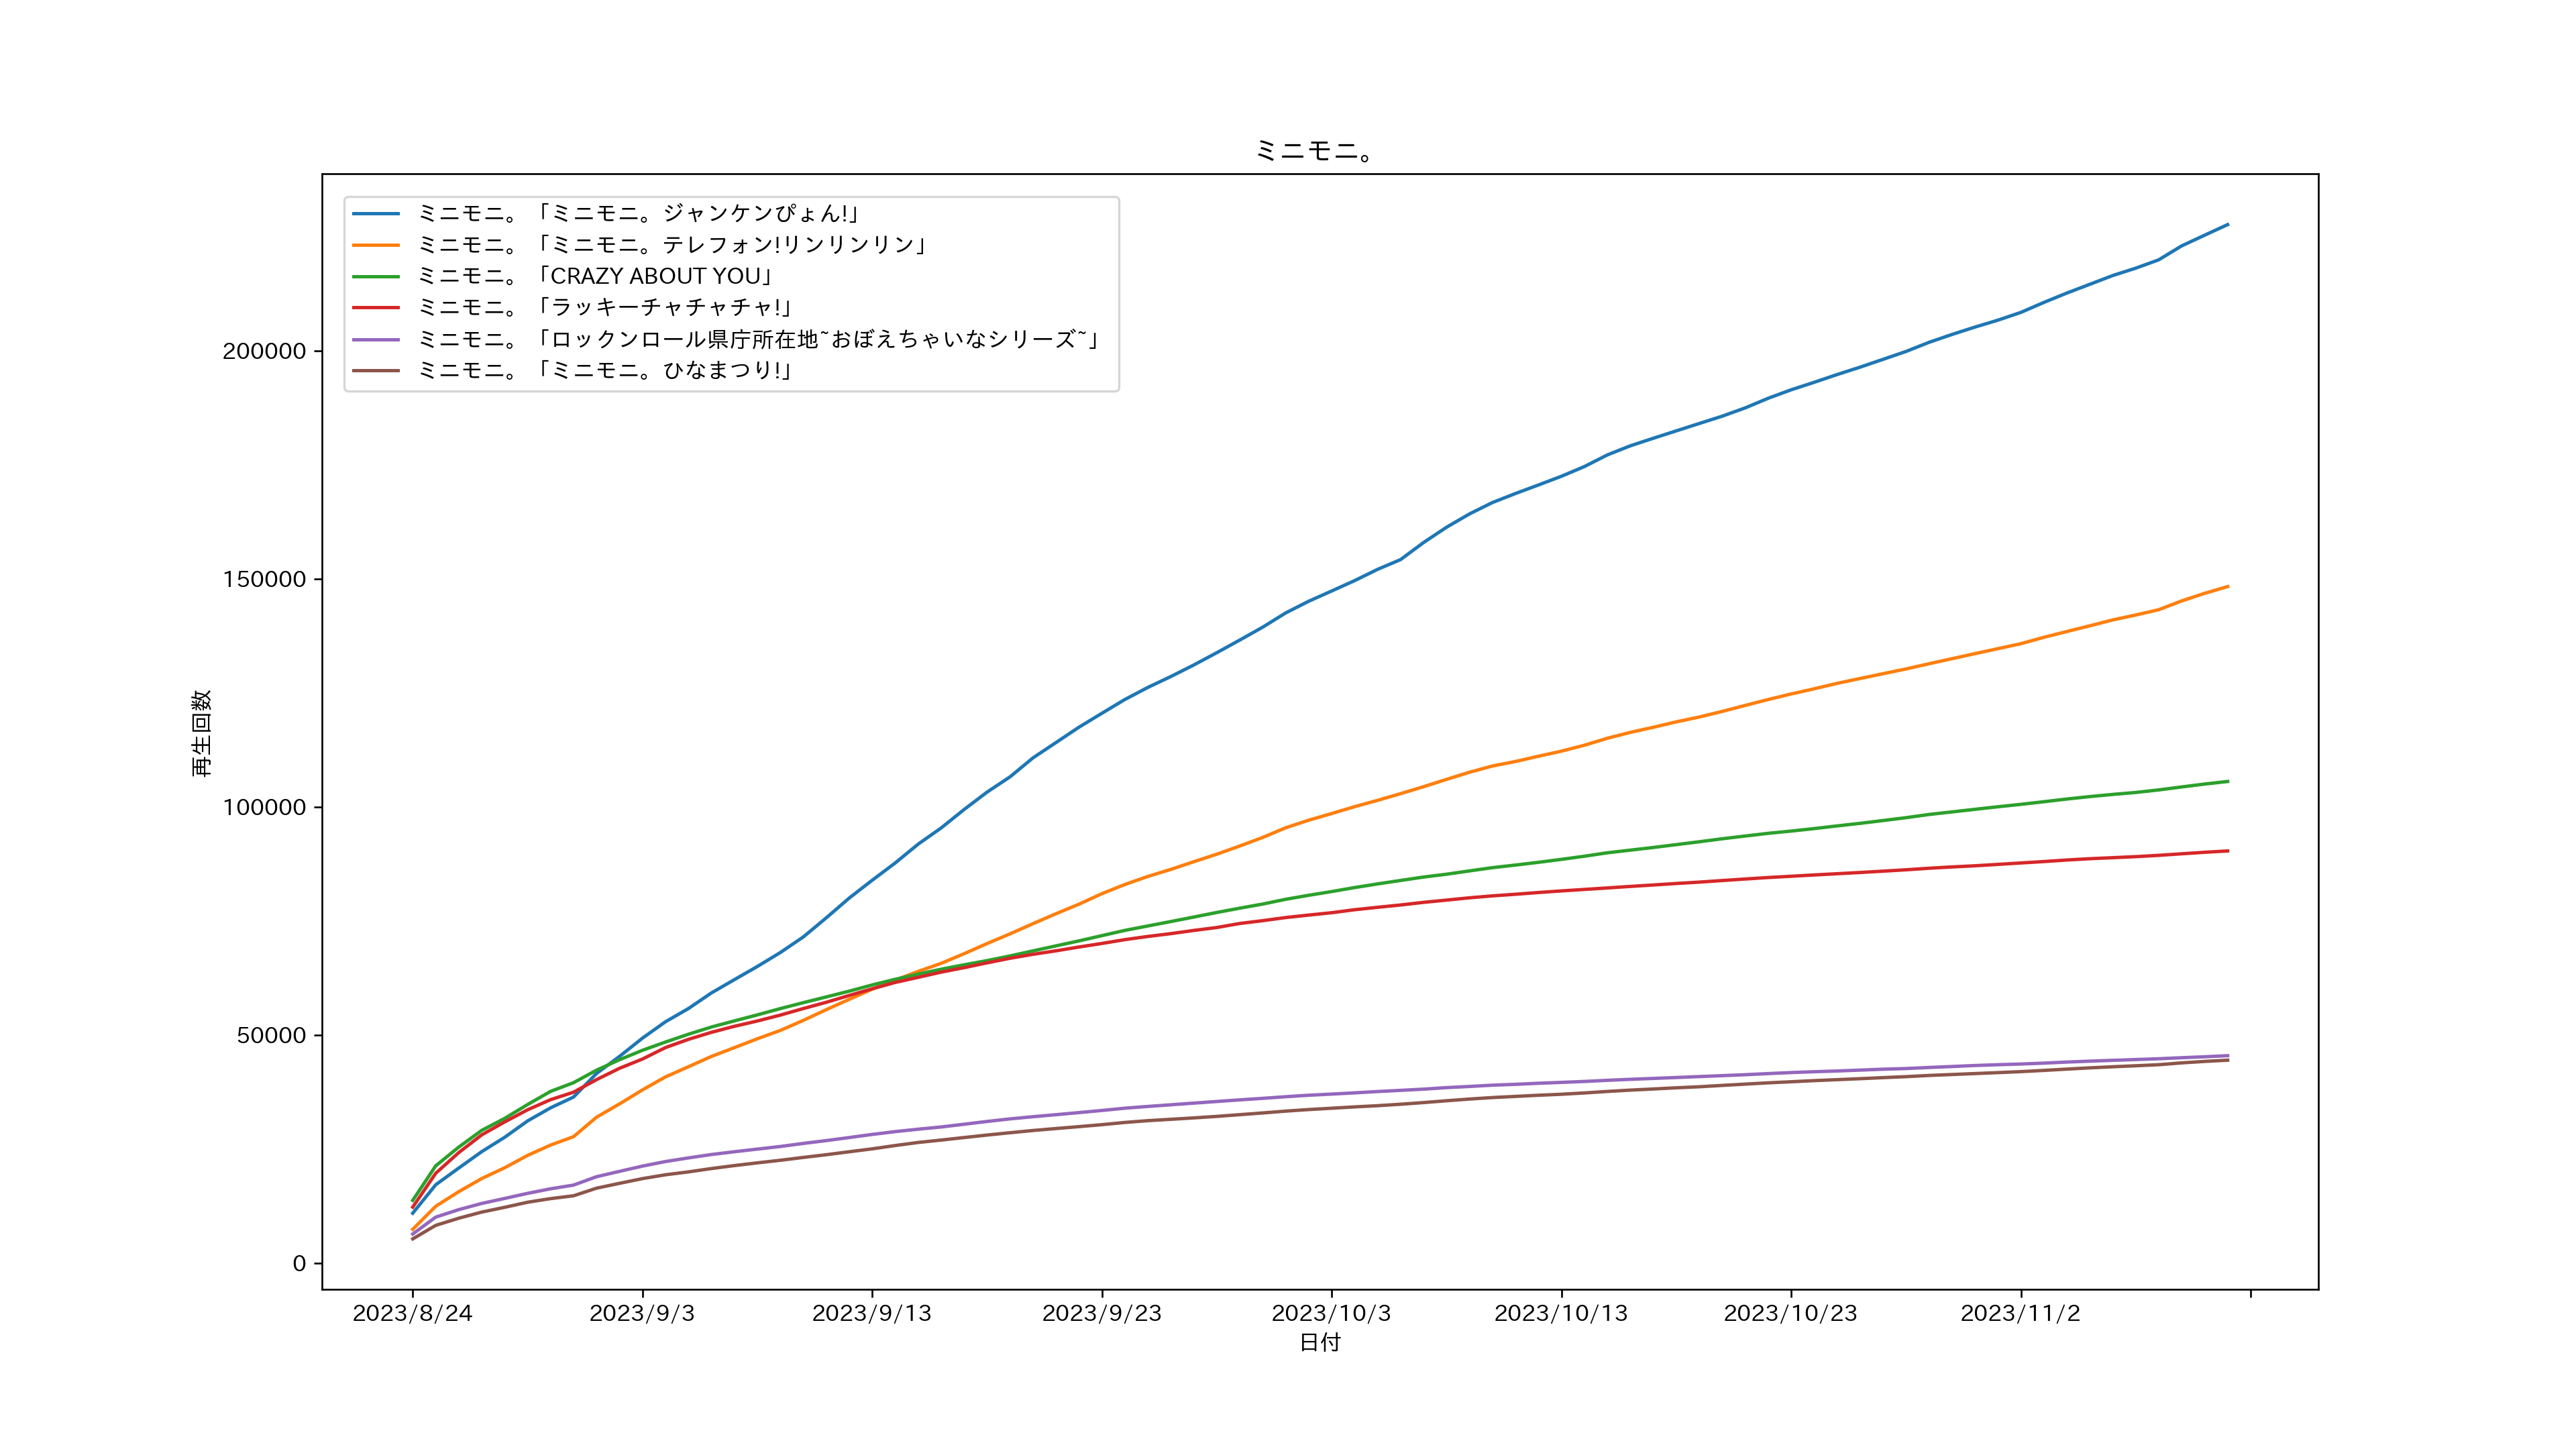 ミニモニ。
ミニモニ。「ミニモニ。ジャンケンぴょん!」
ミニモニ。「ミニモニ。テレフォン!リンリンリン」
ミニモニ。「CRAZY ABOUT YOU」
ミニモニ。「ラッキーチャチャチャ!」
ミニモニ。「ロックンロール県庁所在地~おぼえちゃいなシリーズ~」
ミニモニ。「ミニモニ。ひなまつり!」
200000
150000
100000
50000
0
再生回数
2023/8/24 2023/9/3 2023/9/13 2023/9/23 2023/10/3 2023/10/13 2023/10/23 2023/11/2
日付